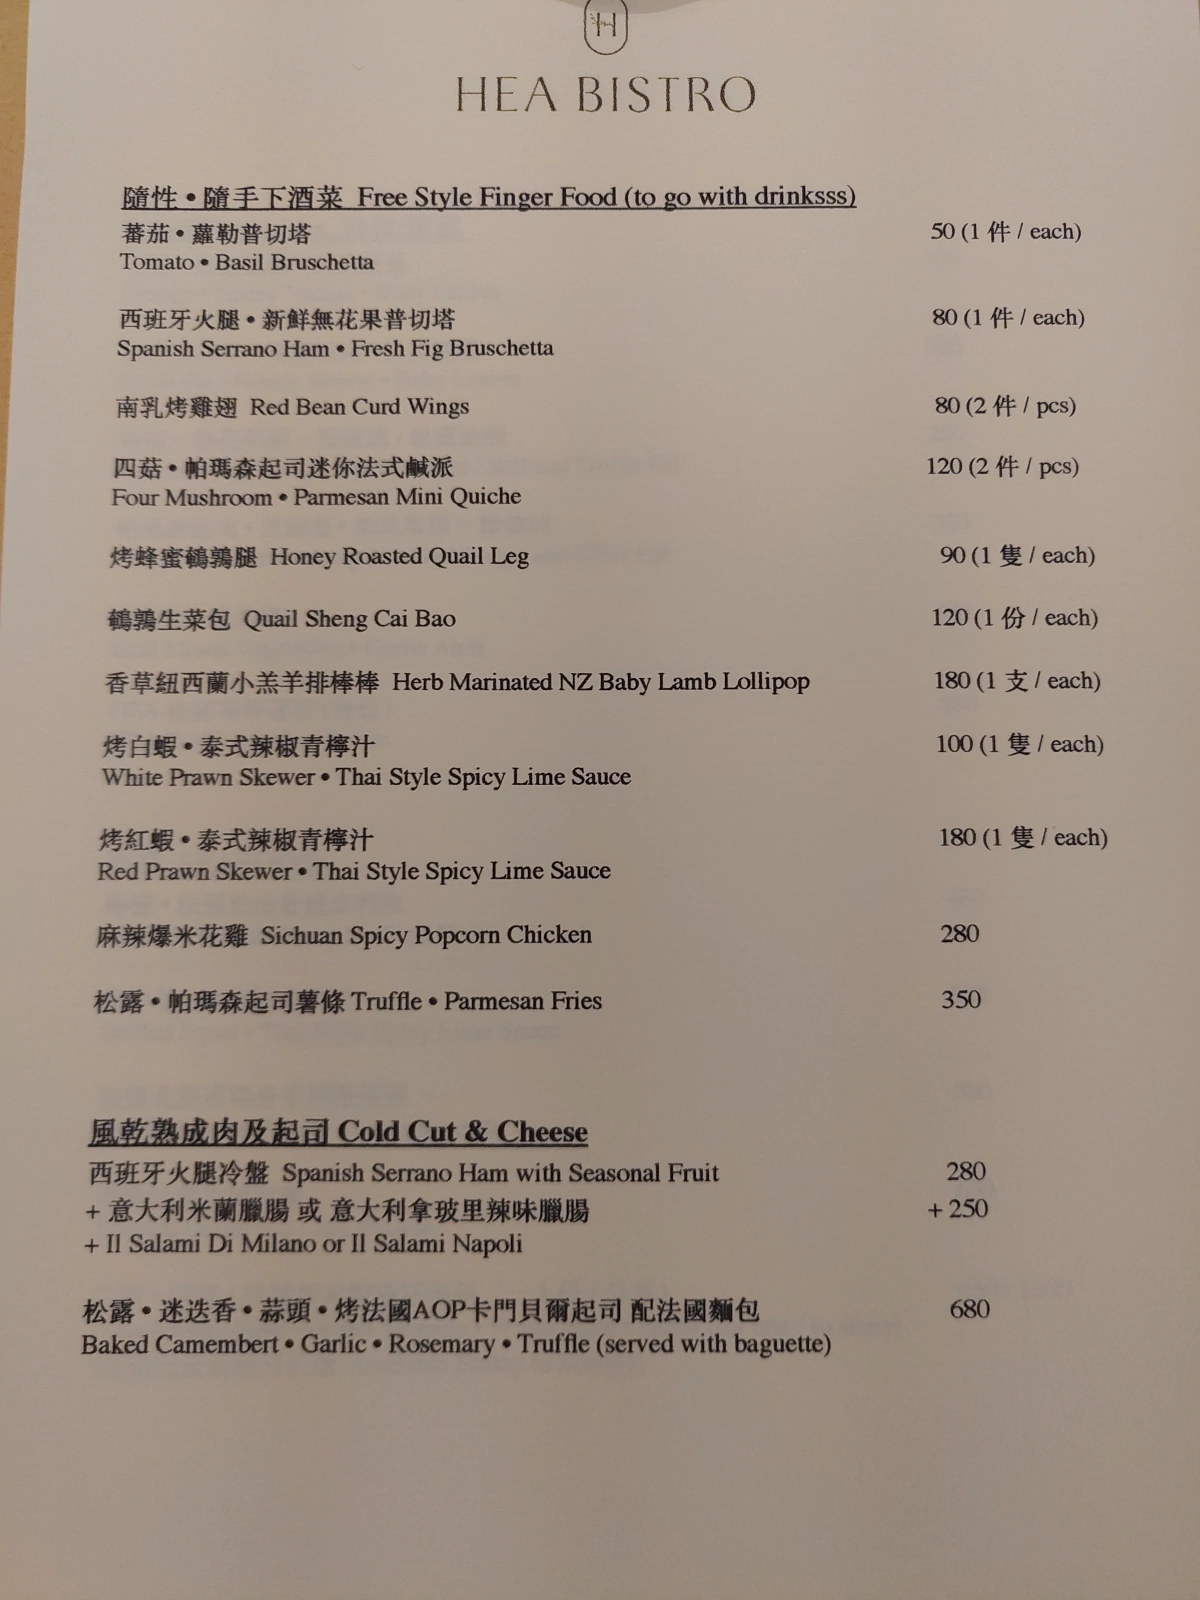 H
HEA BISTRO
隨性 • 隨手下酒菜 Free Style Finger Food (to go with drinksss)
蕃茄 • 蘿勒普切塔 50 (1 件 / each)
Tomato • Basil Bruschetta
西班牙火腿 • 新鮮無花果普切塔 80 (1 件 / each)
Spanish Serrano Ham • Fresh Fig Bruschetta
南乳烤雞翅 Red Bean Curd Wings 80 (2 件 / pcs)
四菇 • 帕瑪森起司迷你法式鹹派 120 (2 件 / pcs)
Four Mushroom • Parmesan Mini Quiche
烤蜂蜜鵪鶉腿 Honey Roasted Quail Leg 90 (1 隻 / each)
鵪鶉生菜包 Quail Sheng Cai Bao 120 (1 份 / each)
香草紐西蘭小羔羊排棒棒 Herb Marinated NZ Baby Lamb Lollipop 180 (1 支 / each)
烤白蝦 • 泰式辣椒青檸汁 100 (1 隻 / each)
White Prawn Skewer • Thai Style Spicy Lime Sauce
烤紅蝦 • 泰式辣椒青檸汁 180 (1 隻 / each)
Red Prawn Skewer • Thai Style Spicy Lime Sauce
麻辣爆米花雞 Sichuan Spicy Popcorn Chicken 280
松露 • 帕瑪森起司薯條 Truffle • Parmesan Fries 350
風乾熟成肉及起司 Cold Cut & Cheese
西班牙火腿冷盤 Spanish Serrano Ham with Seasonal Fruit 280
+ 意大利米蘭臘腸 或 意大利拿玻里辣味臘腸 + 250
+ Il Salami Di Milano or Il Salami Napoli
松露 • 迷迭香 • 蒜頭 • 烤法國AOP卡門貝爾起司 配法國麵包 680
Baked Camembert • Garlic • Rosemary • Truffle (served with baguette)